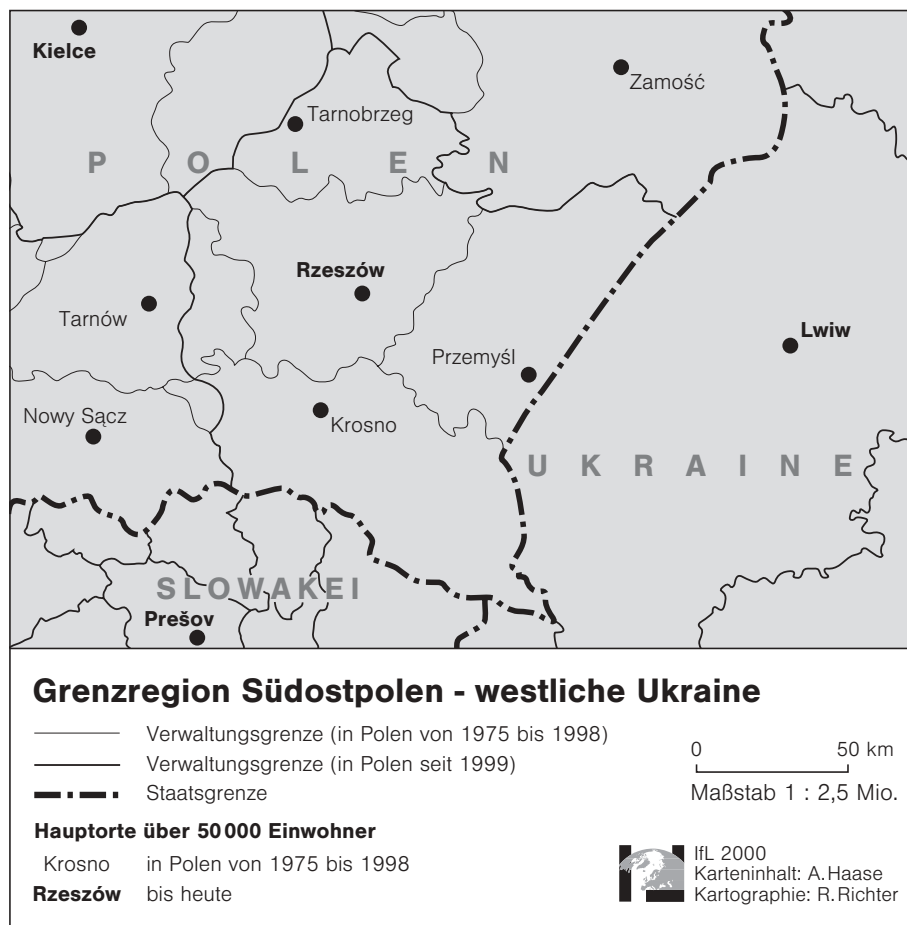 Kielce
Zamość
Tarnobrzeg
POLEN
Rzeszów
Tarnów
Lwiw
Przemyśl
Nowy Sącz
Krosno
UKRAINE
SLOWAKEI
Prešov
Grenzregion Südostpolen - westliche Ukraine
Verwaltungsgrenze (in Polen von 1975 bis 1998)
Verwaltungsgrenze (in Polen seit 1999)
Staatsgrenze
0 50 km
Maßstab 1 : 2,5 Mio.
Hauptorte über 50 000 Einwohner
Krosno in Polen von 1975 bis 1998
Rzeszów bis heute
IfL 2000
Karteninhalt: A. Haase
Kartographie: R. Richter